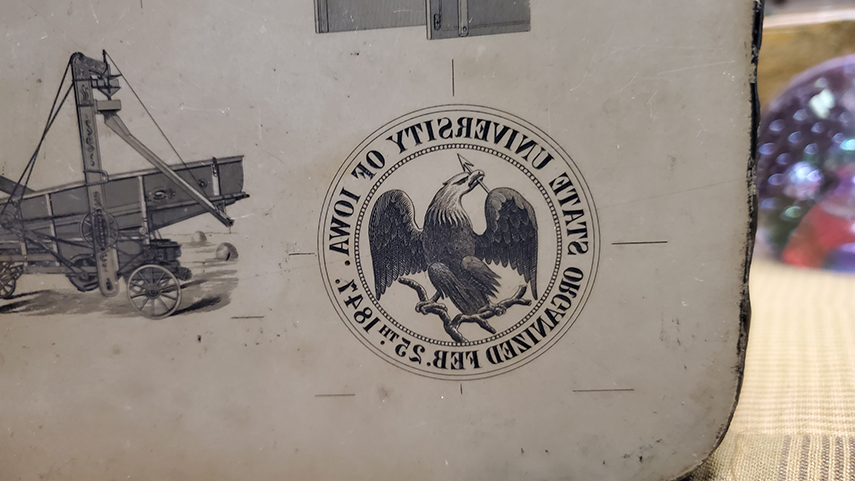 STATE UNIVERSITY OF IOWA.
ORGANIZED FEB. 25TH. 1847.